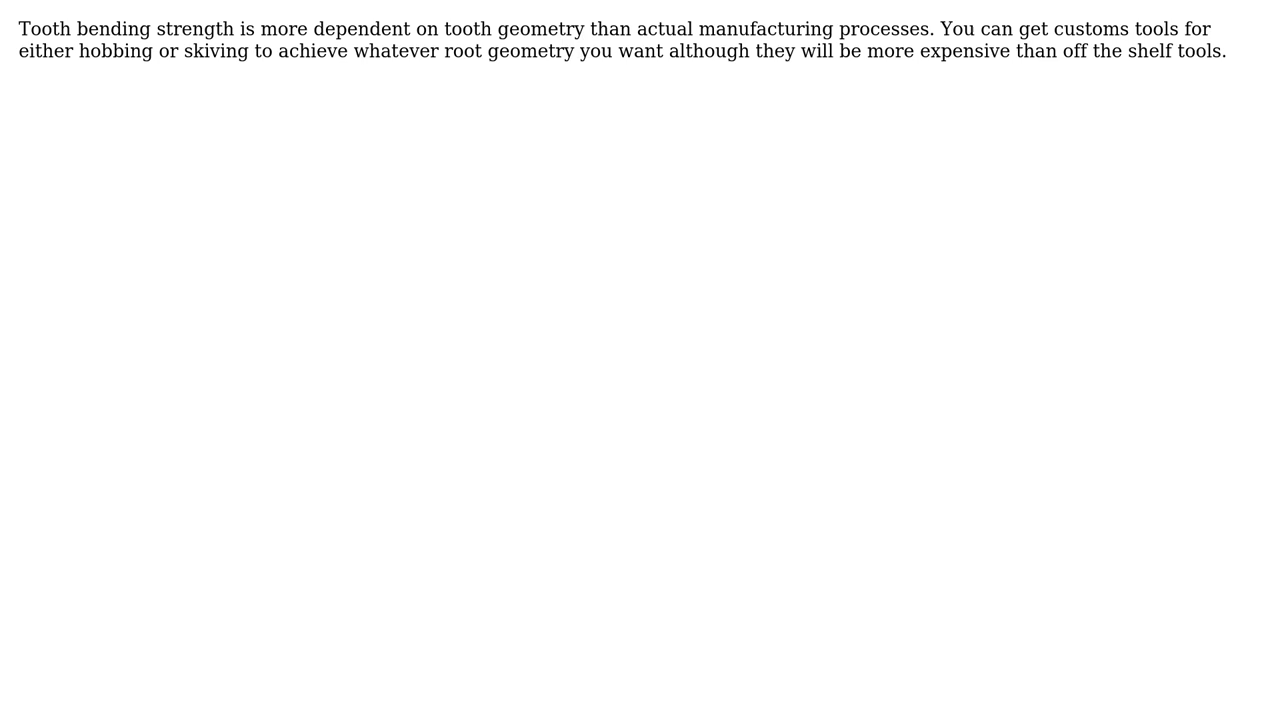 Tooth bending strength is more dependent on tooth geometry than actual manufacturing processes. You can get customs tools for
either hobbing or skiving to achieve whatever root geometry you want although they will be more expensive than off the shelf tools.